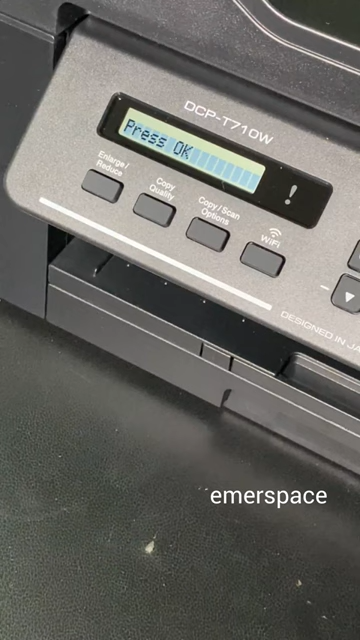 DCP-T710W
Press OK
!
Enlarge/
Reduce
Copy
Quality
Copy/Scan
Options
WiFi
DESIGNED IN JA
emerspace